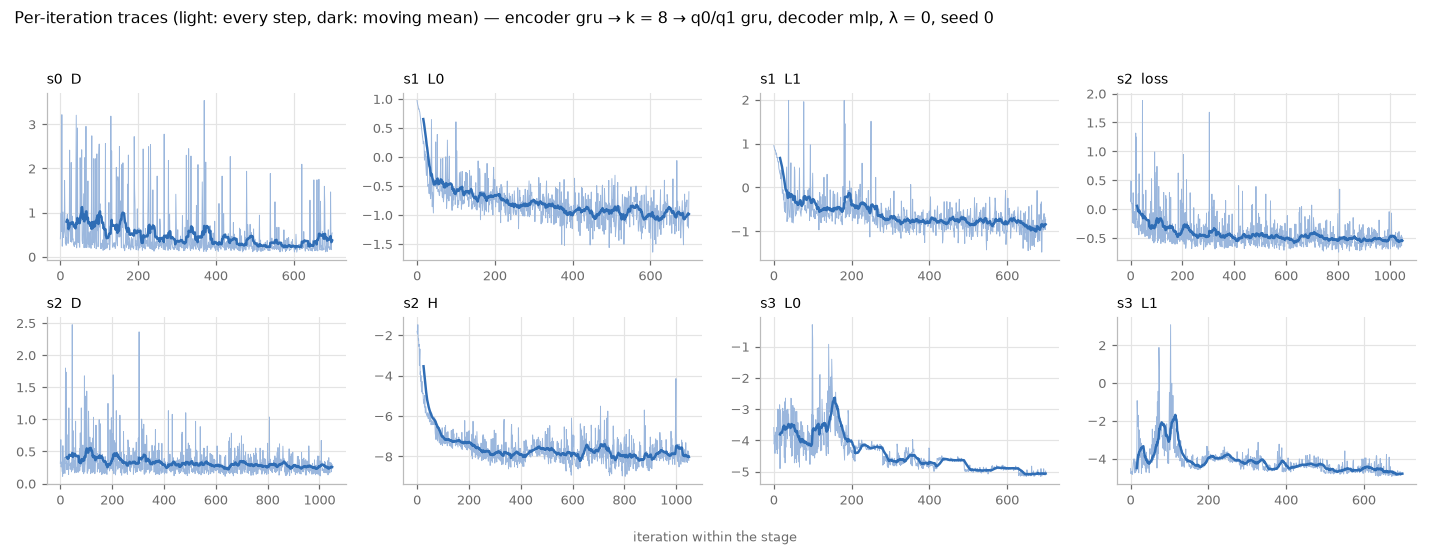 Per-iteration traces (light: every step, dark: moving mean) — encoder gru → k = 8 → q0/q1 gru, decoder mlp, λ = 0, seed 0
s0 D
3
2
1
0
0 200 400 600
s1 L0
1.0
0.5
0.0
−0.5
−1.0
−1.5
0 200 400 600
s1 L1
2
1
0
−1
0 200 400 600
s2 loss
2.0
1.5
1.0
0.5
0.0
−0.5
0 200 400 600 800 1000
s2 D
2.5
2.0
1.5
1.0
0.5
0.0
0 200 400 600 800 1000
s2 H
−2
−4
−6
−8
0 200 400 600 800 1000
s3 L0
−1
−2
−3
−4
−5
0 200 400 600
s3 L1
2
0
−2
−4
0 200 400 600
iteration within the stage